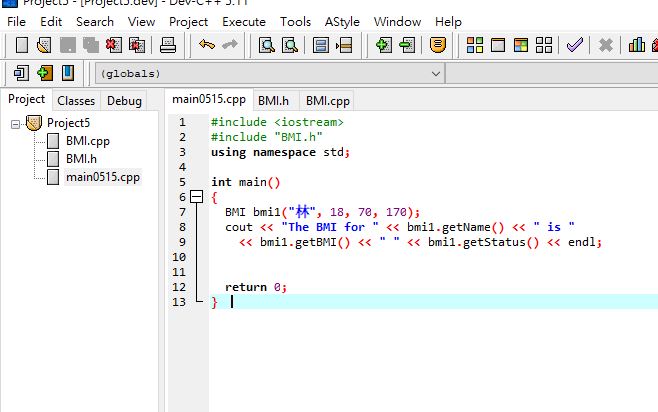 Project5 - [Project5.dev] - Dev-C++ 5.11
File Edit Search View Project Execute Tools AStyle Window Help
(globals)
Project Classes Debug
main0515.cpp BMI.h BMI.cpp
Project5
BMI.cpp
BMI.h
main0515.cpp
1 #include <iostream>
2 #include "BMI.h"
3 using namespace std;
4
5 int main()
6 {
7 BMI bmi1("林", 18, 70, 170);
8 cout << "The BMI for " << bmi1.getName() << " is "
9 << bmi1.getBMI() << " " << bmi1.getStatus() << endl;
10
11
12 return 0;
13 }